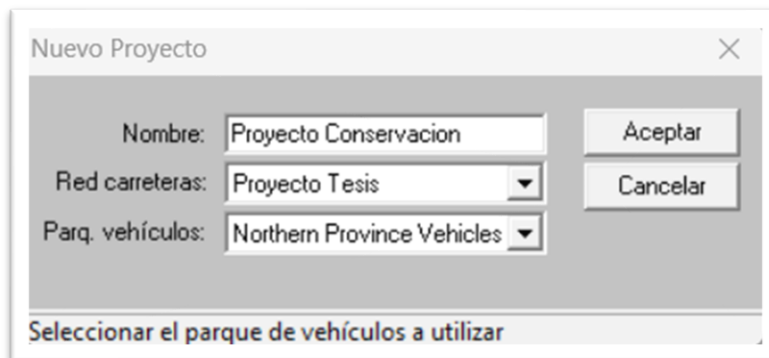 Nuevo Proyecto
Nombre: Proyecto Conservacion Aceptar
Red carreteras: Proyecto Tesis Cancelar
Parq. vehículos: Northern Province Vehicles
Seleccionar el parque de vehículos a utilizar